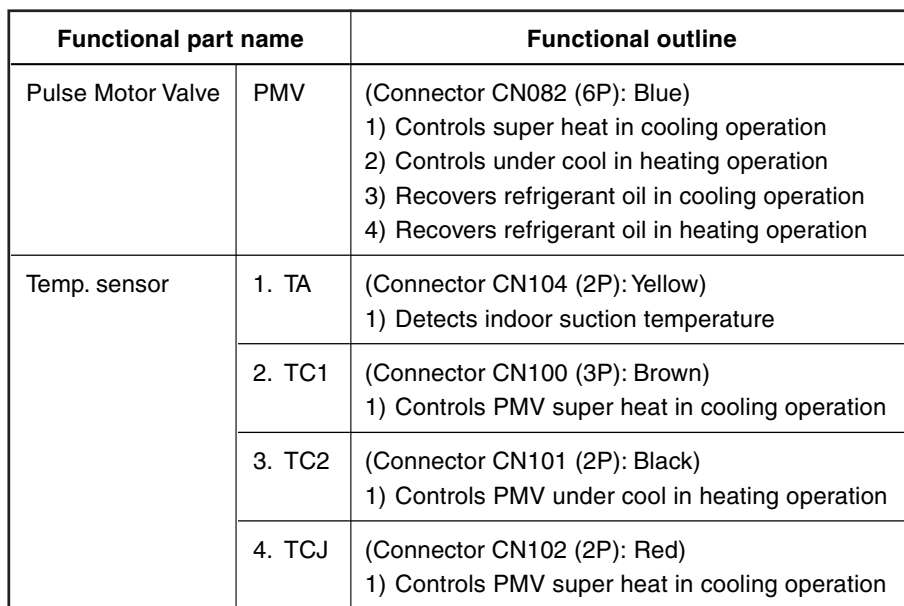 Functional part name Functional outline
Pulse Motor Valve PMV (Connector CN082 (6P): Blue)
1) Controls super heat in cooling operation
2) Controls under cool in heating operation
3) Recovers refrigerant oil in cooling operation
4) Recovers refrigerant oil in heating operation
Temp. sensor 1. TA (Connector CN104 (2P): Yellow)
1) Detects indoor suction temperature
2. TC1 (Connector CN100 (3P): Brown)
1) Controls PMV super heat in cooling operation
3. TC2 (Connector CN101 (2P): Black)
1) Controls PMV under cool in heating operation
4. TCJ (Connector CN102 (2P): Red)
1) Controls PMV super heat in cooling operation